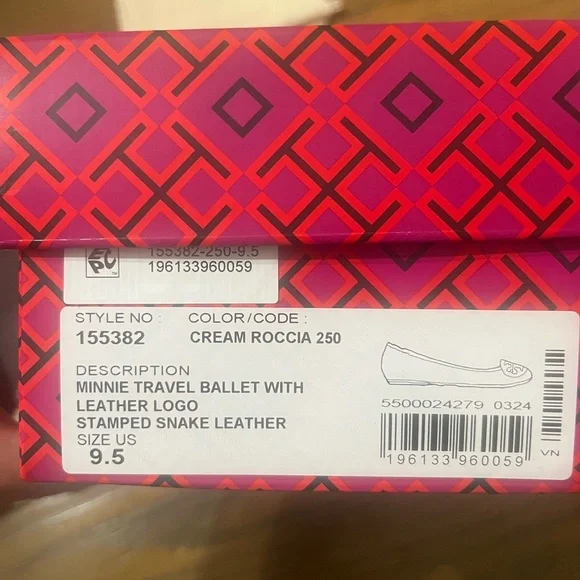 EPC
155382-250-9.5
196133960059
STYLE NO : COLOR/CODE :
155382 CREAM ROCCIA 250
DESCRIPTION
MINNIE TRAVEL BALLET WITH
LEATHER LOGO
STAMPED SNAKE LEATHER
SIZE US
9.5
5500024279 0324
196133 960059
VN